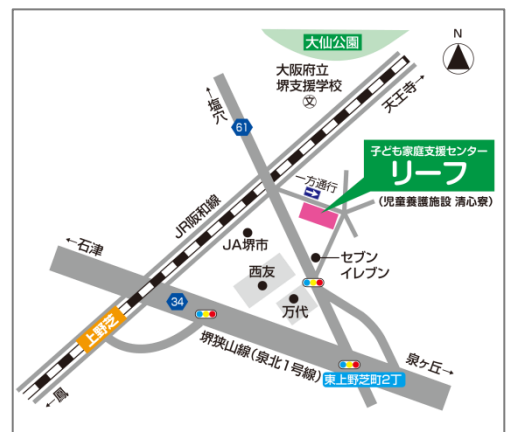 大仙公園
N
大阪府立
堺支援学校
文
天王寺→
←塩穴
61
子ども家庭支援センター
リーフ
(児童養護施設 清心寮)
一方通行
JR阪和線
JA堺市
セブン
イレブン
←石津
西友
万代
34
上野芝
堺狭山線(泉北1号線)
泉ヶ丘→
東上野芝町2丁
←鳳